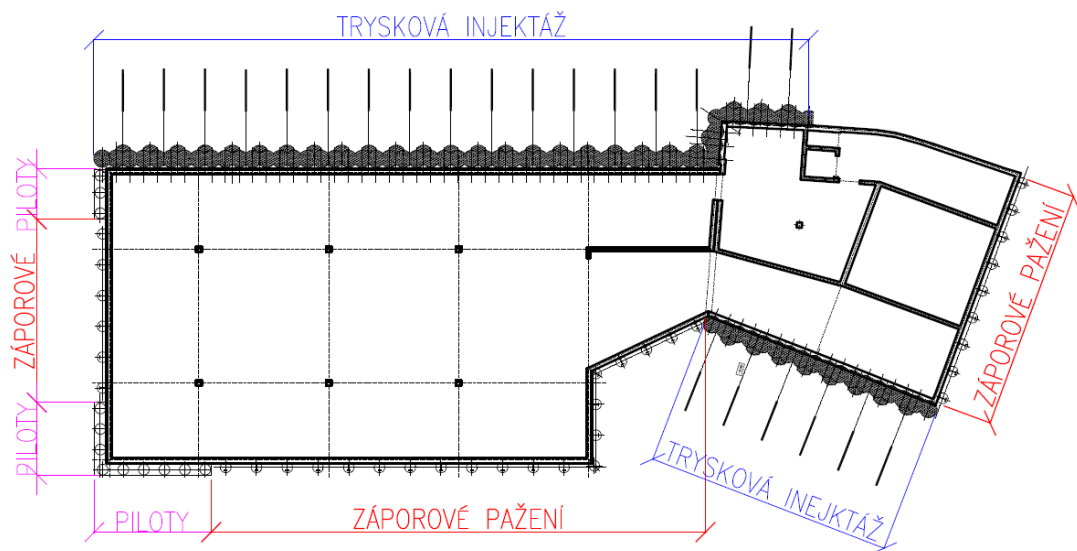 TRYSKOVÁ INJEKTÁŽ
PILOTY
ZÁPOROVÉ
PILOTY
ZÁPOROVÉ PAŽENÍ
TRYSKOVÁ INEJKTÁŽ
PILOTY
ZÁPOROVÉ PAŽENÍ